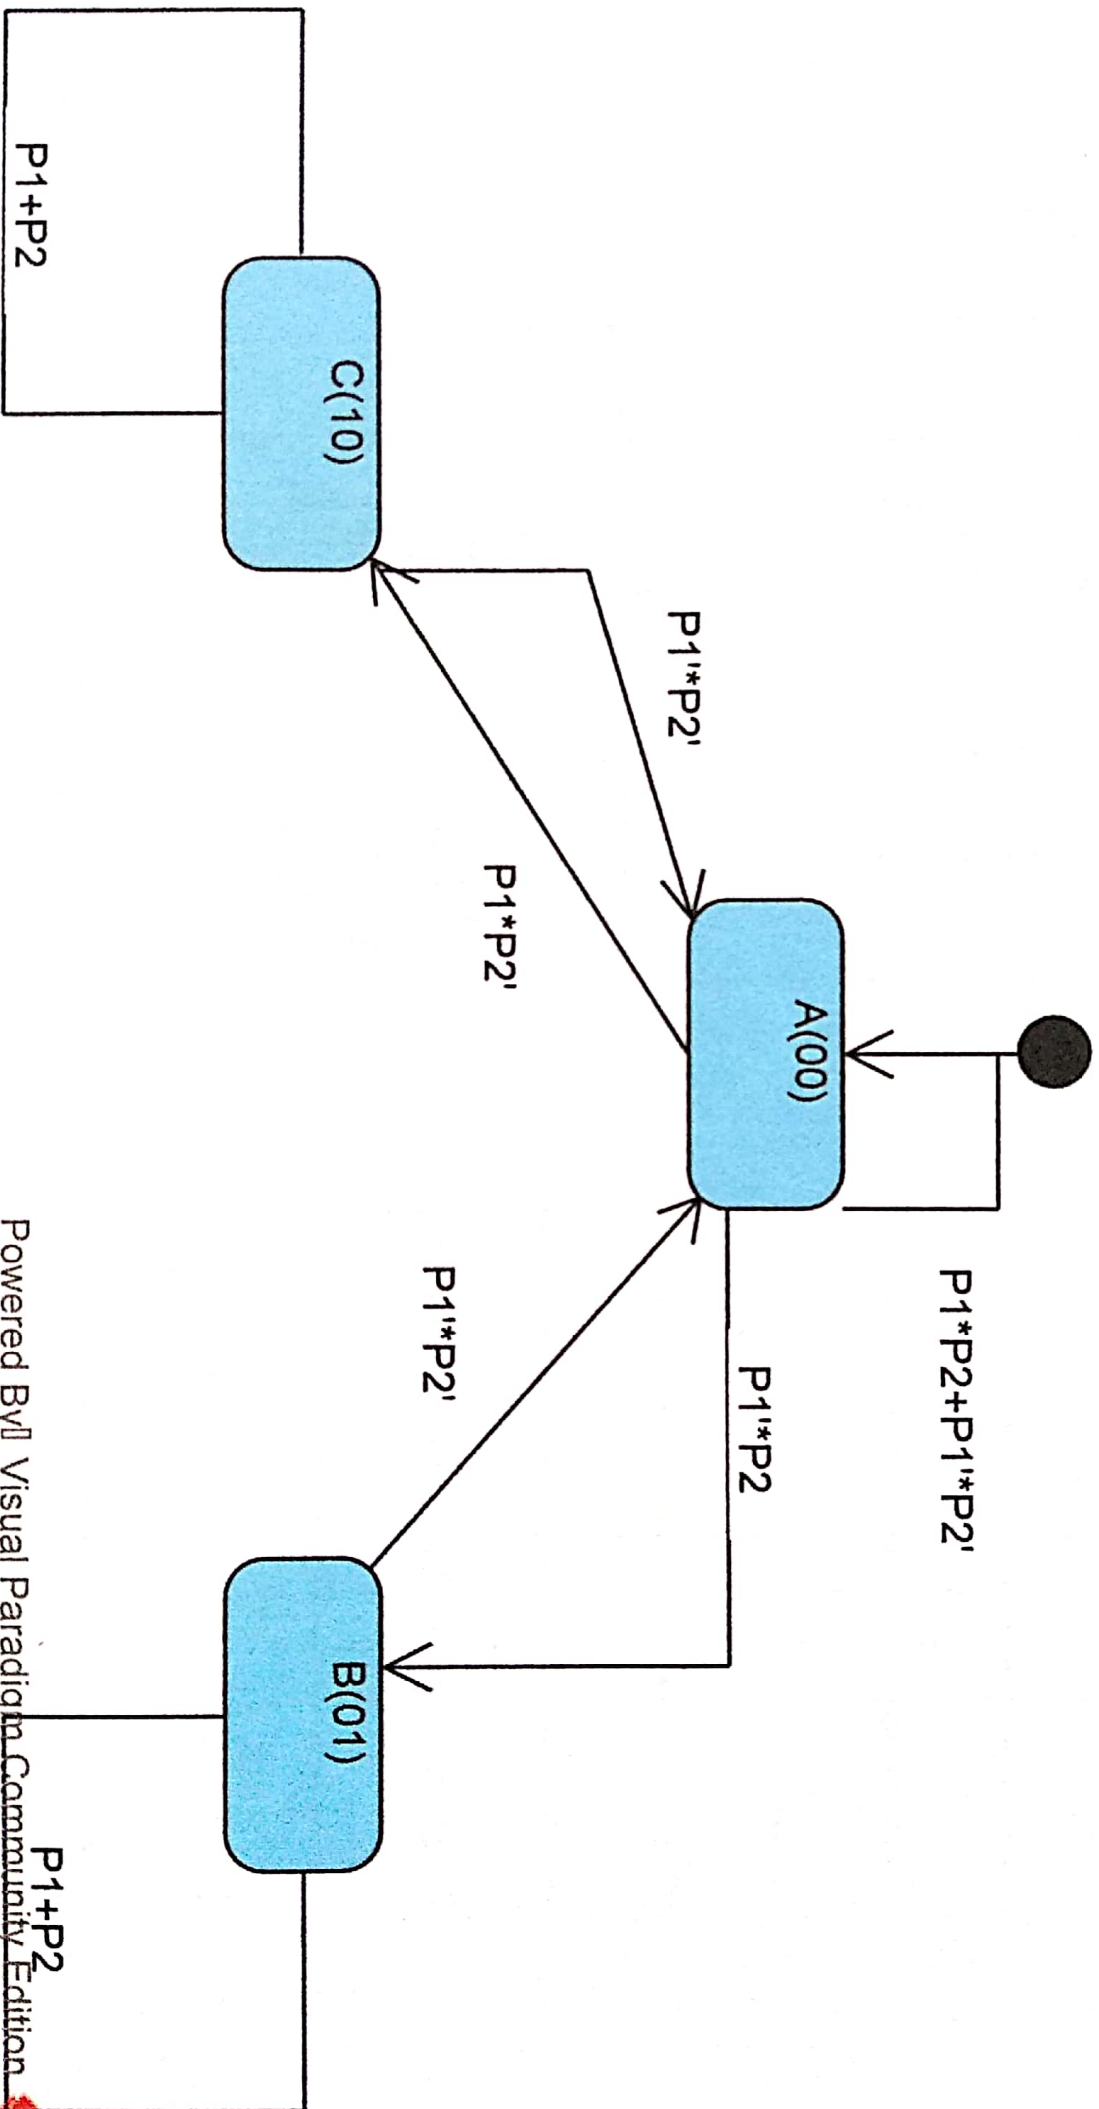 P1*P2+P1'*P2'
A(00)
P1'*P2'
P1'*P2
P1*P2'
P1'*P2'
C(10)
B(01)
P1+P2
P1+P2
Powered By Visual Paradigm Community Edition